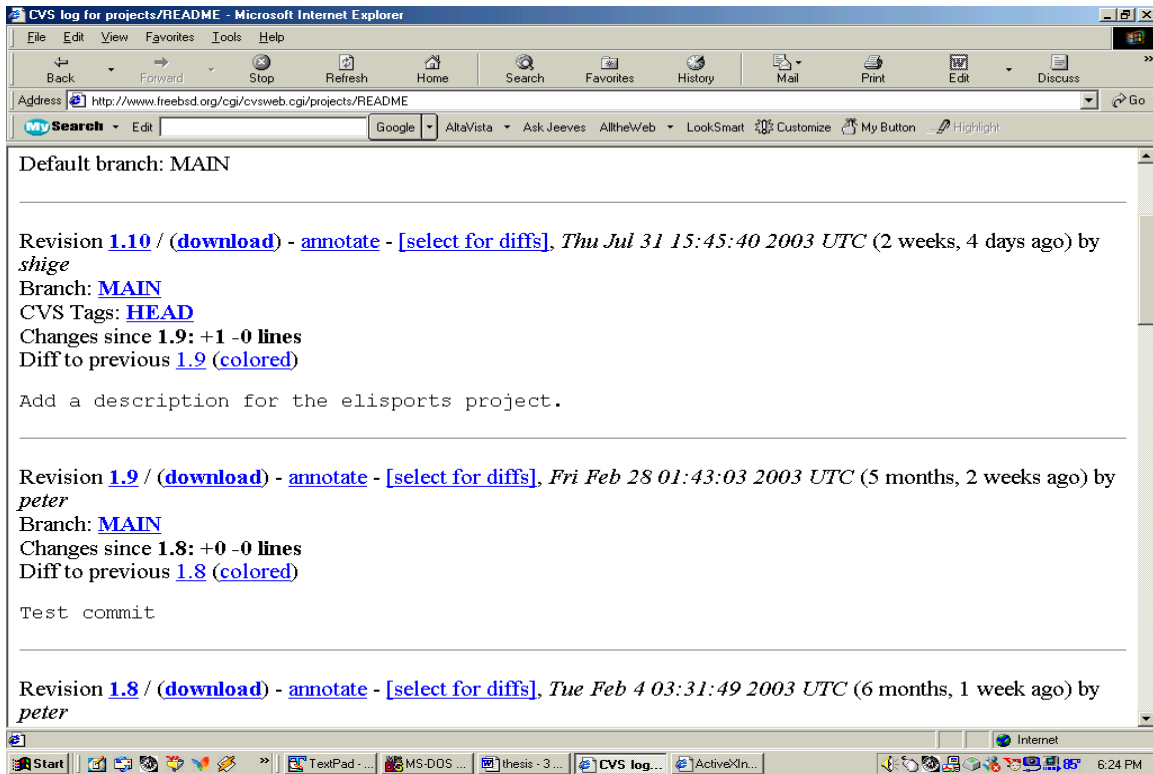 CVS log for projects/README - Microsoft Internet Explorer
File Edit View Favorites Tools Help
Back Forward Stop Refresh Home Search Favorites History Mail Print Edit Discuss »
Address http://www.freebsd.org/cgi/cvsweb.cgi/projects/README Go
My Search Edit Google AltaVista Ask Jeeves AlltheWeb LookSmart Customize My Button Highlight
Default branch: MAIN
Revision 1.10 / (download) - annotate - [select for diffs], Thu Jul 31 15:45:40 2003 UTC (2 weeks, 4 days ago) by
shige
Branch: MAIN
CVS Tags: HEAD
Changes since 1.9: +1 -0 lines
Diff to previous 1.9 (colored)
Add a description for the elisports project.
Revision 1.9 / (download) - annotate - [select for diffs], Fri Feb 28 01:43:03 2003 UTC (5 months, 2 weeks ago) by
peter
Branch: MAIN
Changes since 1.8: +0 -0 lines
Diff to previous 1.8 (colored)
Test commit
Revision 1.8 / (download) - annotate - [select for diffs], Tue Feb 4 03:31:49 2003 UTC (6 months, 1 week ago) by
peter
Internet
Start » TextPad - ... MS-DOS ... thesis - 3 ... CVS log... ActiveXIn... 85° 6:24 PM